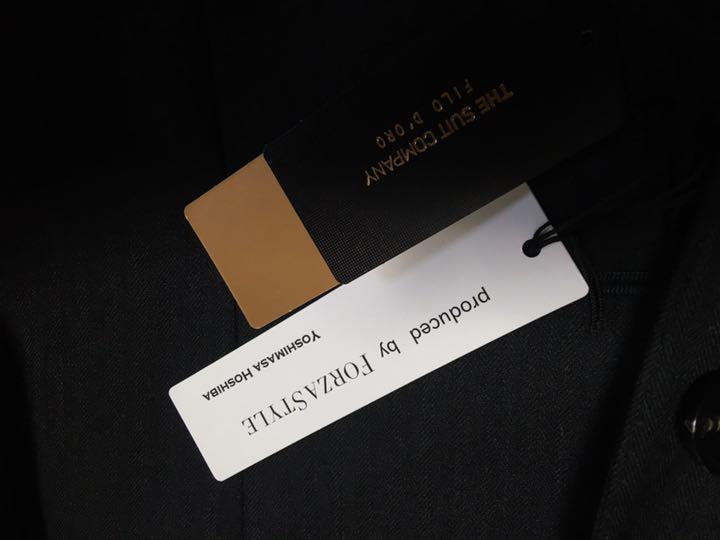 THE SUIT COMPANY
FILO D'ORO
produced by FORZASTYLE
YOSHIMASA HOSHIBA